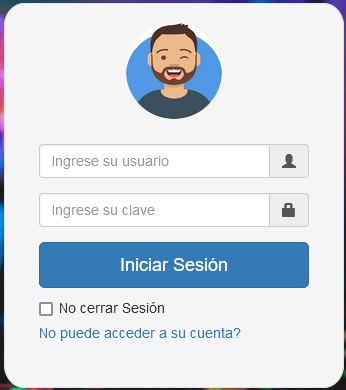 Ingrese su usuario
Ingrese su clave
Iniciar Sesión
No cerrar Sesión
No puede acceder a su cuenta?